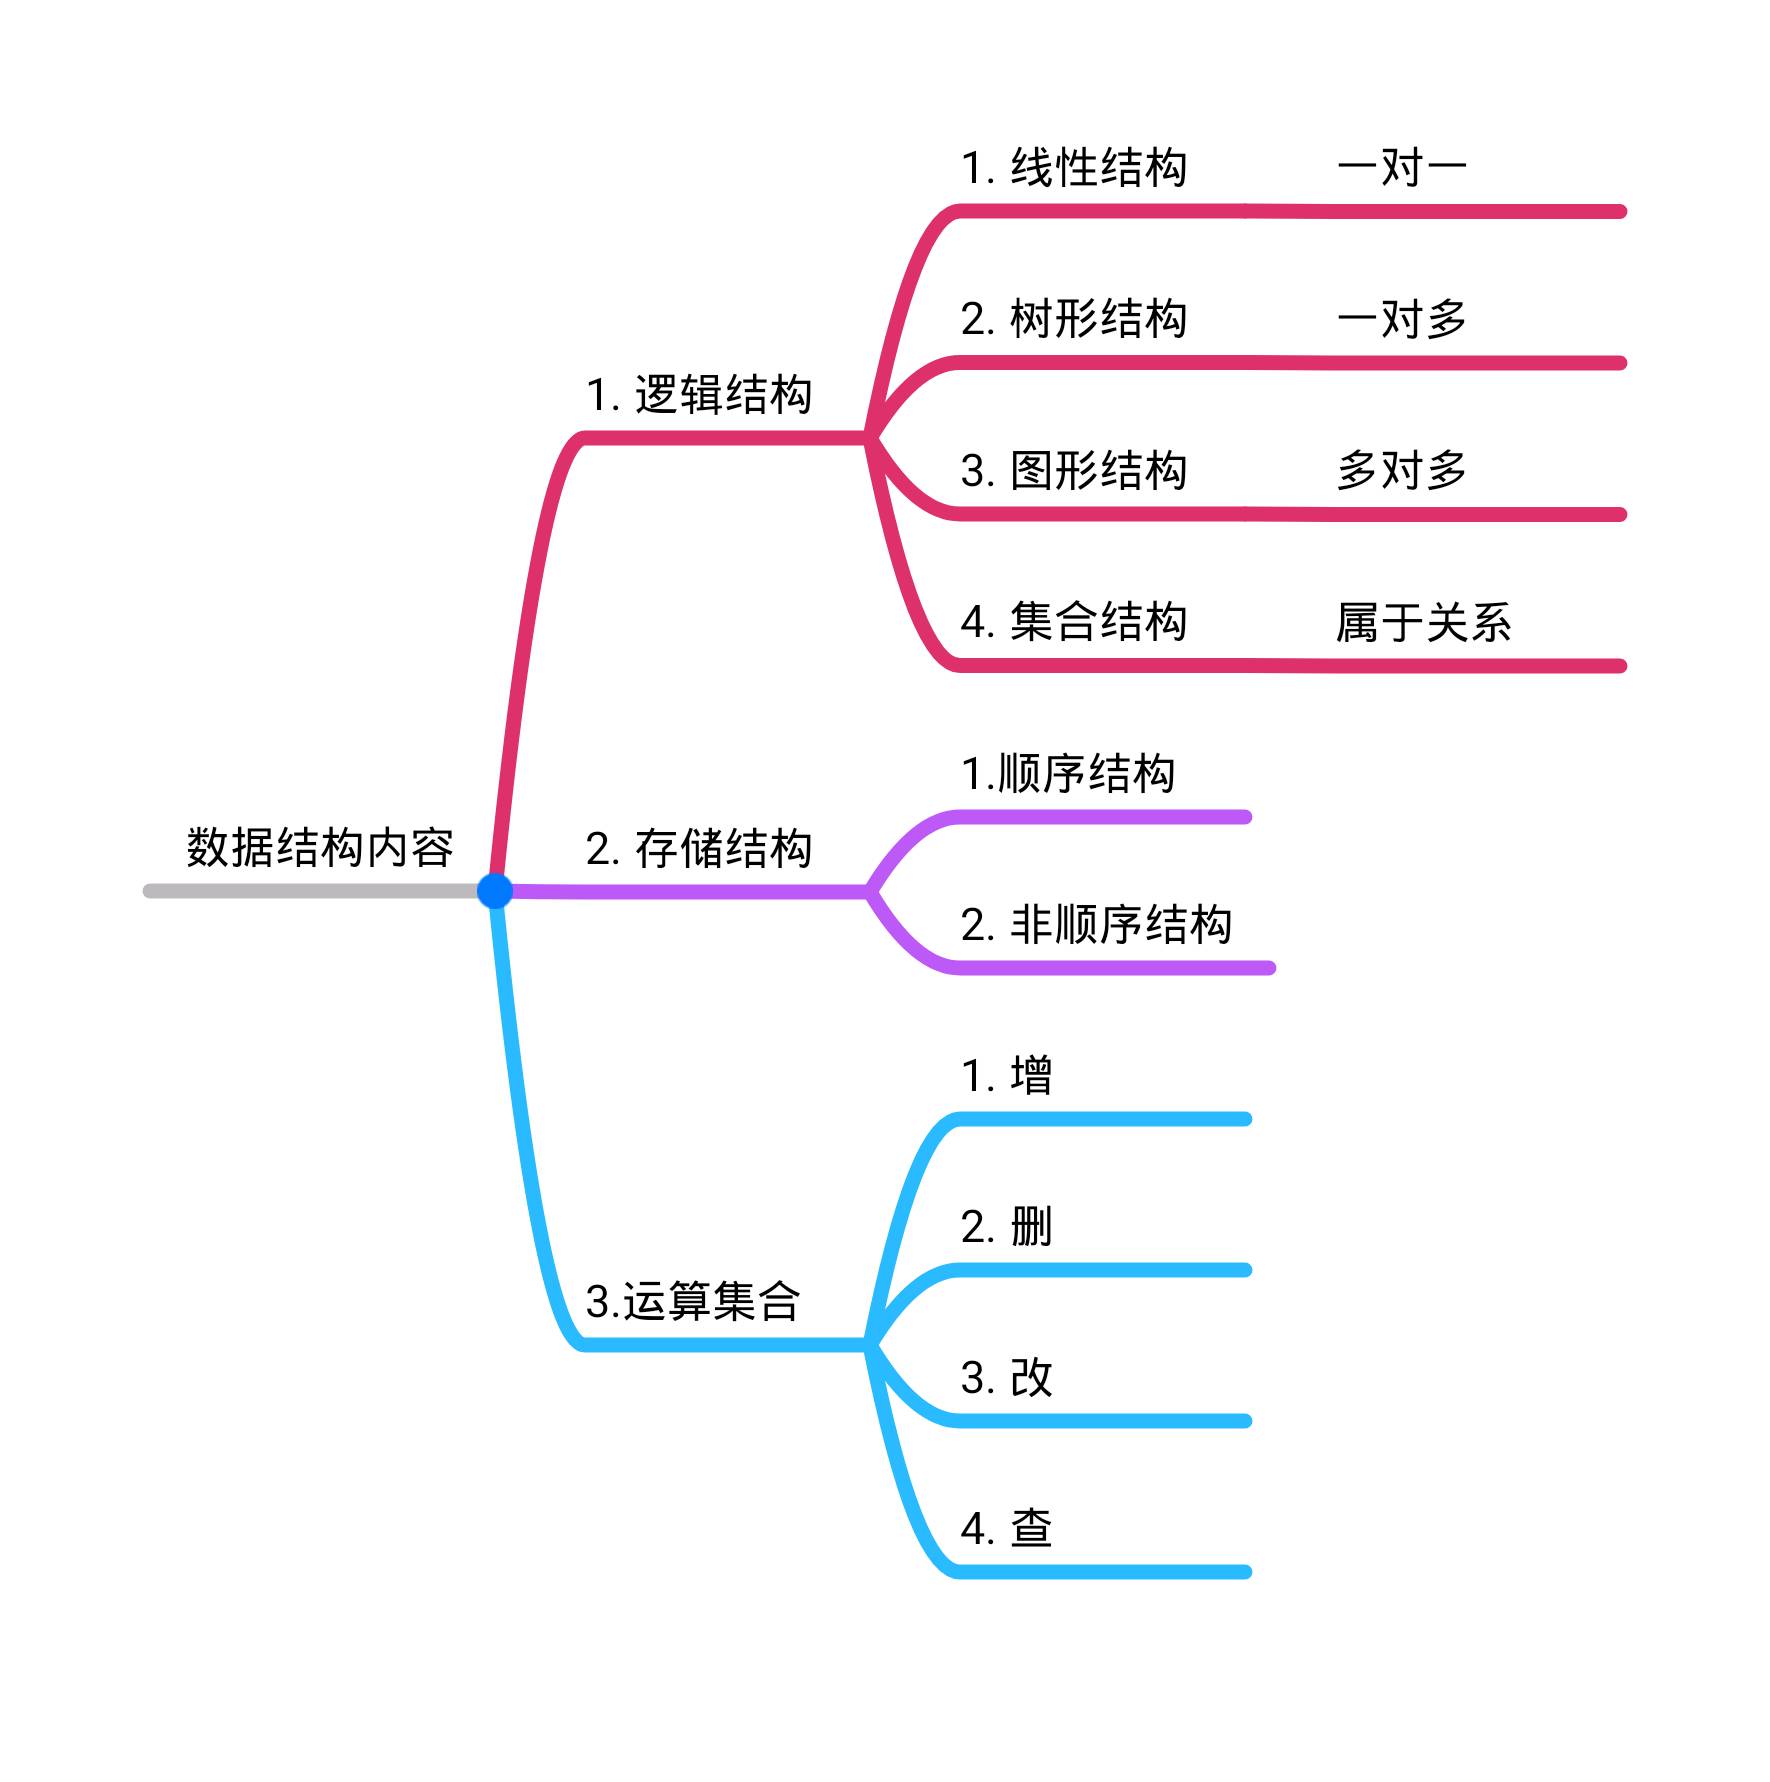 数据结构内容
1. 逻辑结构
1. 线性结构 一对一
2. 树形结构 一对多
3. 图形结构 多对多
4. 集合结构 属于关系
2. 存储结构
1.顺序结构
2. 非顺序结构
3.运算集合
1. 增
2. 删
3. 改
4. 查